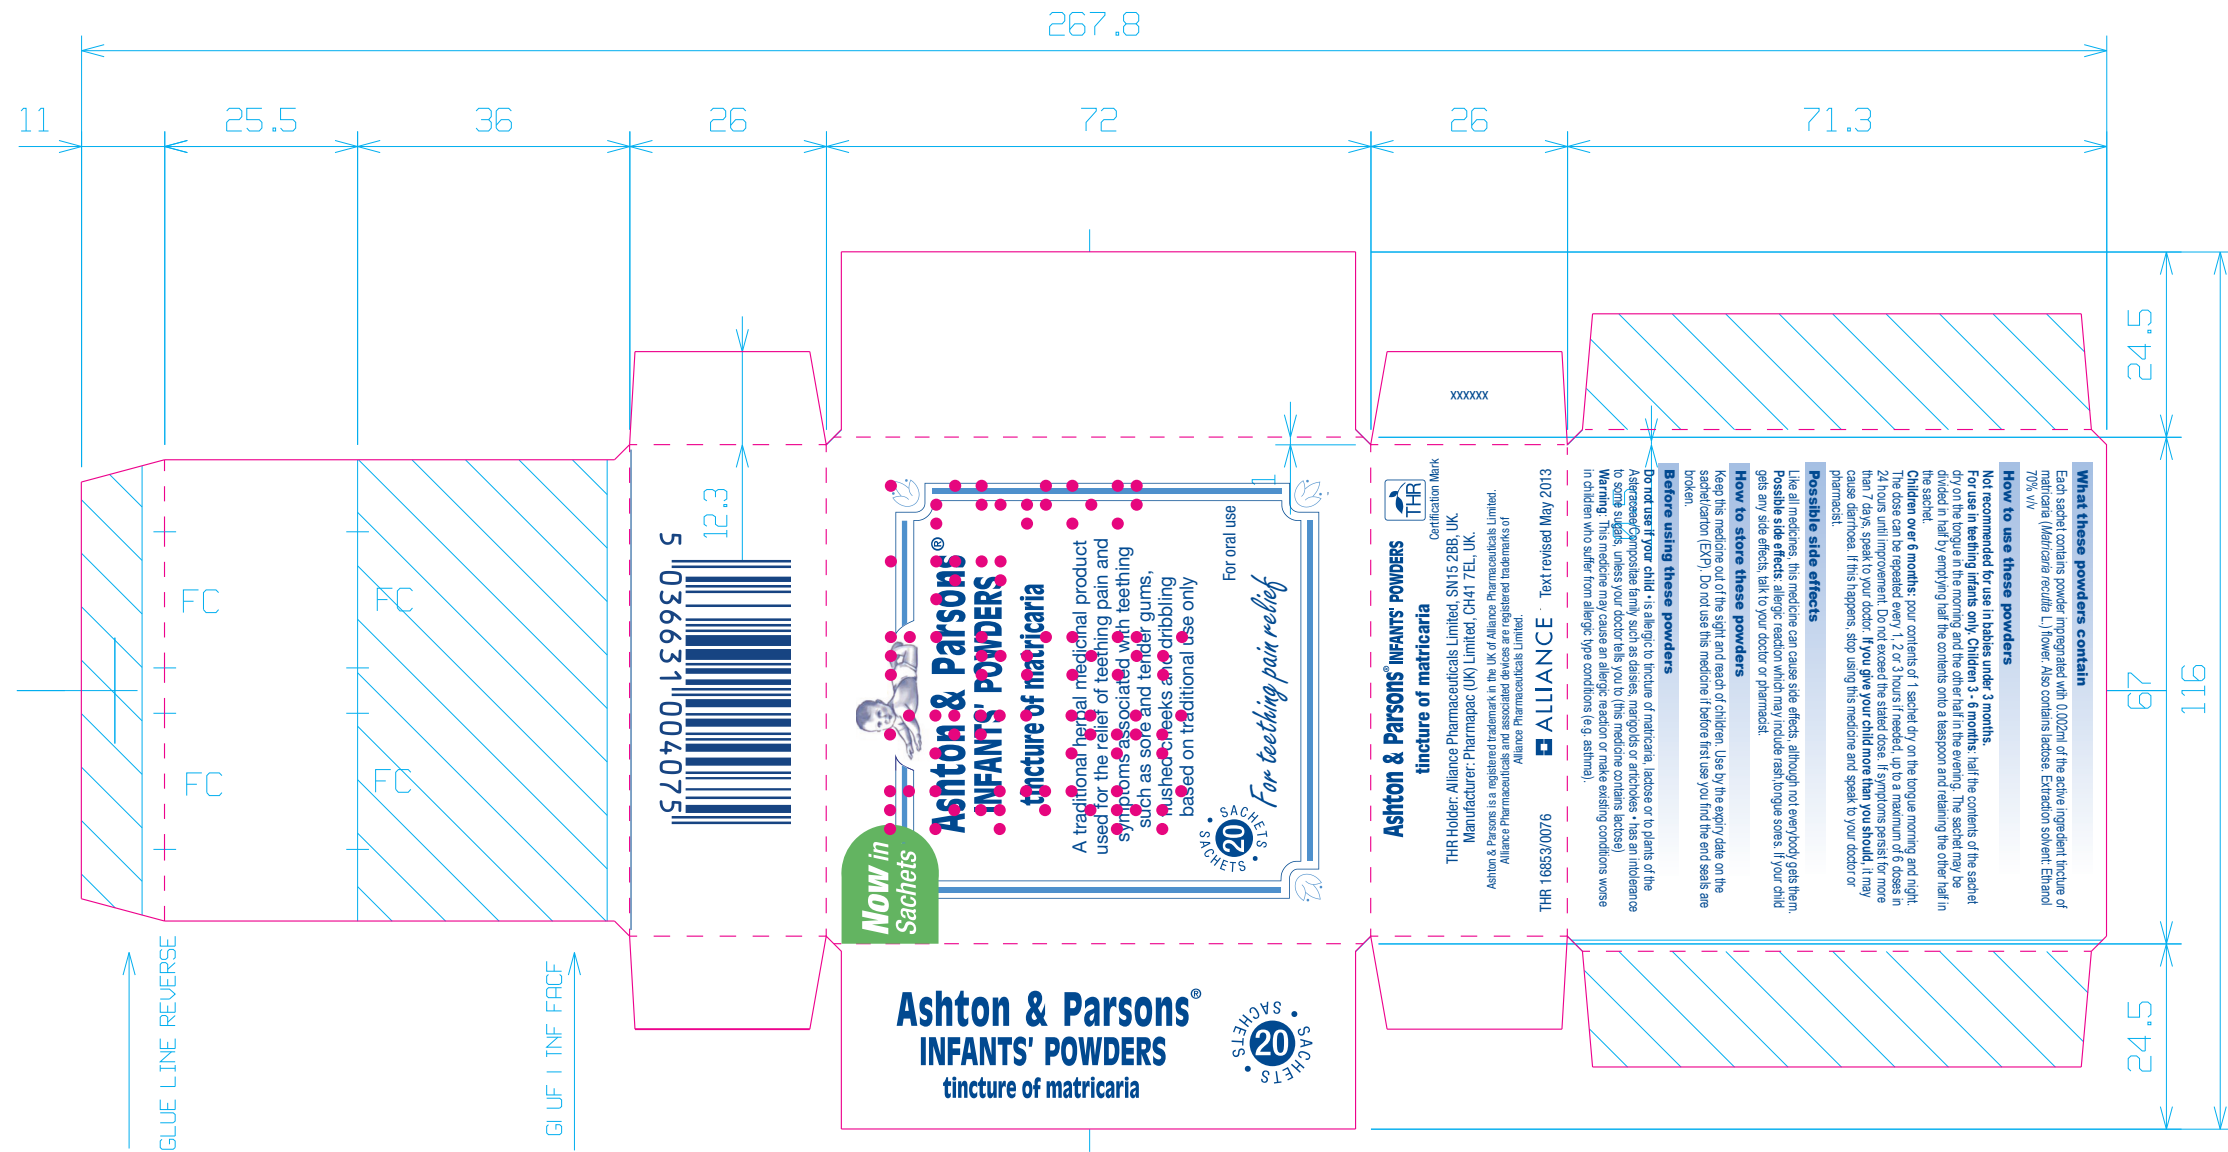 267.8
11
25.5
36
26
72
26
71.3
24.5
67
116
24.5
12.3
1
FC
FC
FC
FC
GLUE LINE REVERSE
5 036631 004075
Now in
Sachets
Ashton & Parsons®
INFANTS' POWDERS
tincture of matricaria
A traditional herbal medicinal product
used for the relief of teething pain and
symptoms associated with teething
such as sore and tender gums,
flushed cheeks and dribbling
based on traditional use only
For oral use
For teething pain relief
20
SACHETS • SACHETS •
Ashton & Parsons®
INFANTS' POWDERS
tincture of matricaria
20
SACHETS • SACHETS •
xxxxxx
THR
Certification Mark
Ashton & Parsons® INFANTS' POWDERS
tincture of matricaria
THR Holder: Alliance Pharmaceuticals Limited, SN15 2BB, UK.
Manufacturer: Pharmapac (UK) Limited, CH41 7EL, UK.
Ashton & Parsons is a registered trademark in the UK of Alliance Pharmaceuticals Limited.
Alliance Pharmaceuticals and associated devices are registered trademarks of
Alliance Pharmaceuticals Limited.
THR 16853/0076
ALLIANCE
Text revised May 2013
What these powders contain
Each sachet contains powder impregnated with 0.002ml of the active ingredient tincture of
matricaria (Matricaria recutita L.) flower. Also contains lactose. Extraction solvent: Ethanol
70% v/v
How to use these powders
Not recommended for use in babies under 3 months.
For use in teething infants only. Children 3 - 6 months: half the contents of the sachet
dry on the tongue in the morning and the other half in the evening. The sachet may be
divided in half by emptying half the contents onto a teaspoon and retaining the other half in
the sachet.
Children over 6 months: pour contents of 1 sachet dry on the tongue morning and night.
The dose can be repeated every 1, 2 or 3 hours if needed, up to a maximum of 6 doses in
24 hours until improvement. Do not exceed the stated dose. If symptoms persist for more
than 7 days, speak to your doctor. If you give your child more than you should, it may
cause diarrhoea. If this happens, stop using this medicine and speak to your doctor or
pharmacist.
Possible side effects
Like all medicines, this medicine can cause side effects, although not everybody gets them.
Possible side effects: allergic reaction which may include rash, tongue sores. If your child
gets any side effects, talk to your doctor or pharmacist.
How to store these powders
Keep this medicine out of the sight and reach of children. Use by the expiry date on the
sachet/carton (EXP). Do not use this medicine if before first use you find the end seals are
broken.
Before using these powders
Do not use if your child • is allergic to tincture of matricaria, lactose or to plants of the
Asteraceae/Compositae family such as daisies, marigolds or artichokes • has an intolerence
to some sugars, unless your doctor tells you to (this medicine contains lactose)
Warning: This medicine may cause an allergic reaction or make existing conditions worse
in children who suffer from allergic type conditions (e.g. asthma).